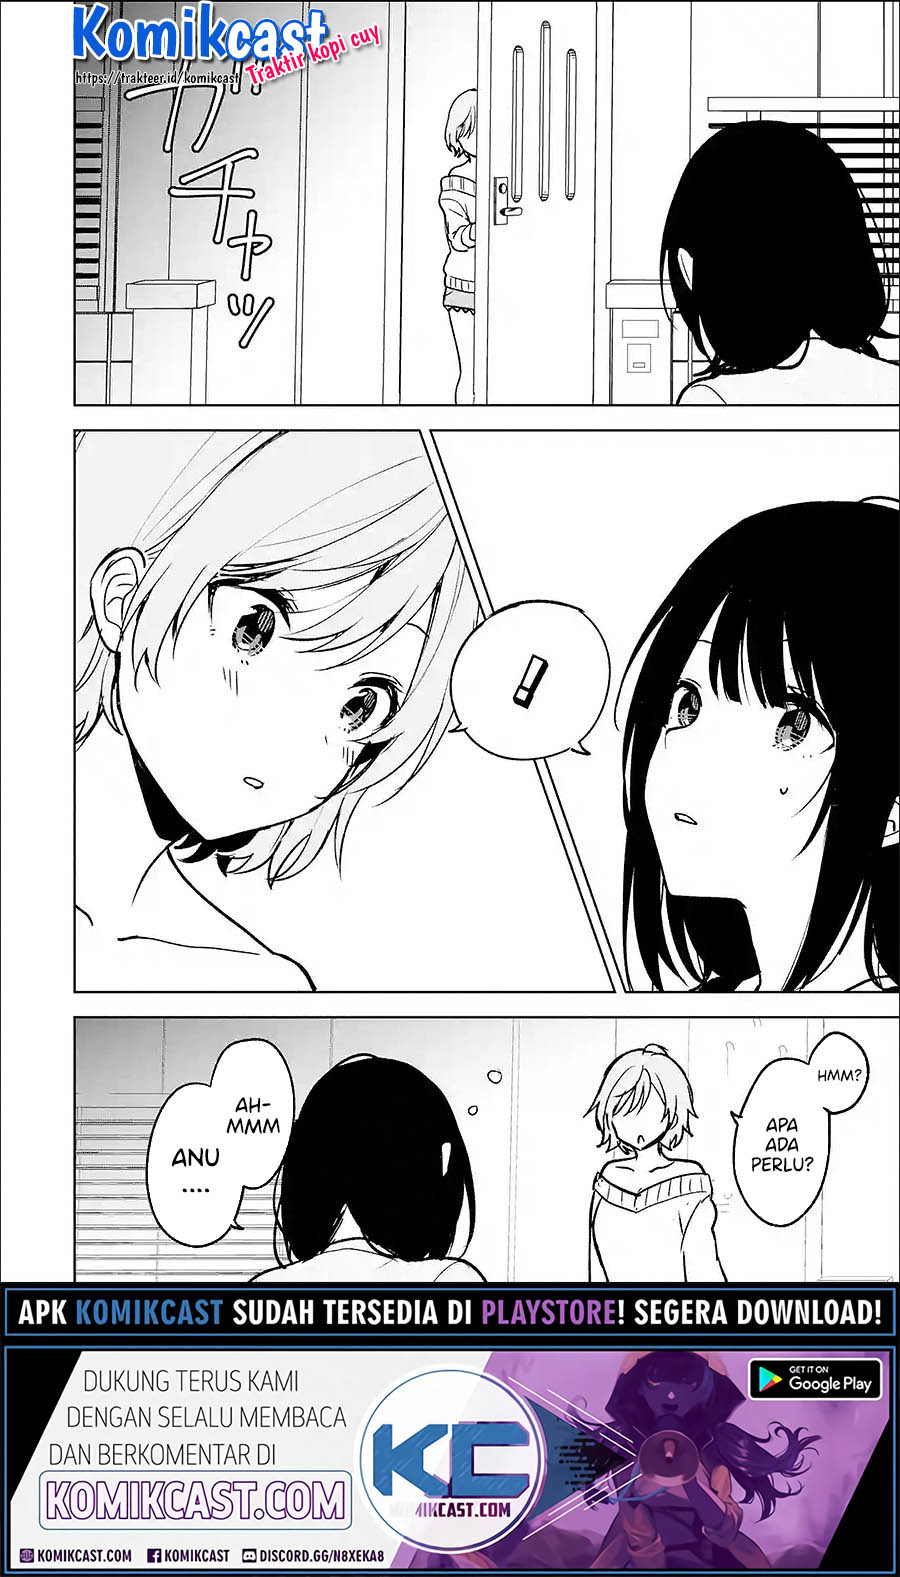 Komikcast
https://trakteer.id/komikcast
Traktir kopi cuy
ガチャッ
!
HMM?
APA
ADA
PERLU?
AH-
MMM
ANU
....
APK KOMIKCAST SUDAH TERSEDIA DI PLAYSTORE! SEGERA DOWNLOAD!
DUKUNG TERUS KAMI
DENGAN SELALU MEMBACA
DAN BERKOMENTAR DI
KOMIKCAST.COM
KC
GET IT ON
Google Play
KOMIKCAST.COM
KOMIKCAST
DISCORD.GG/N8XEKA8